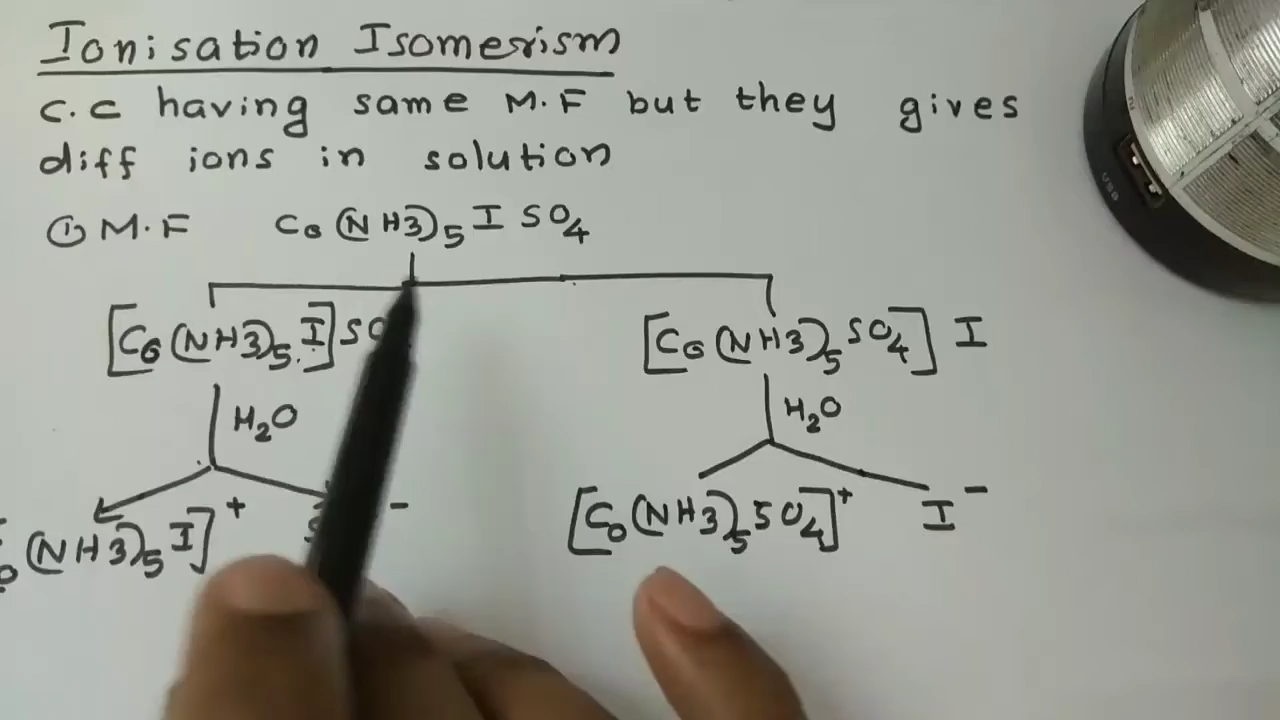 Ionisation Isomerism
C.C having same M.F but they gives
diff ions in solution
① M.F Co(NH3)5 I SO4
[Co(NH3)5 I] [Co(NH3)5 SO4] I
H2O H2O
(NH3)5 I]+ - [Co(NH3)5 SO4]+ I-
USB